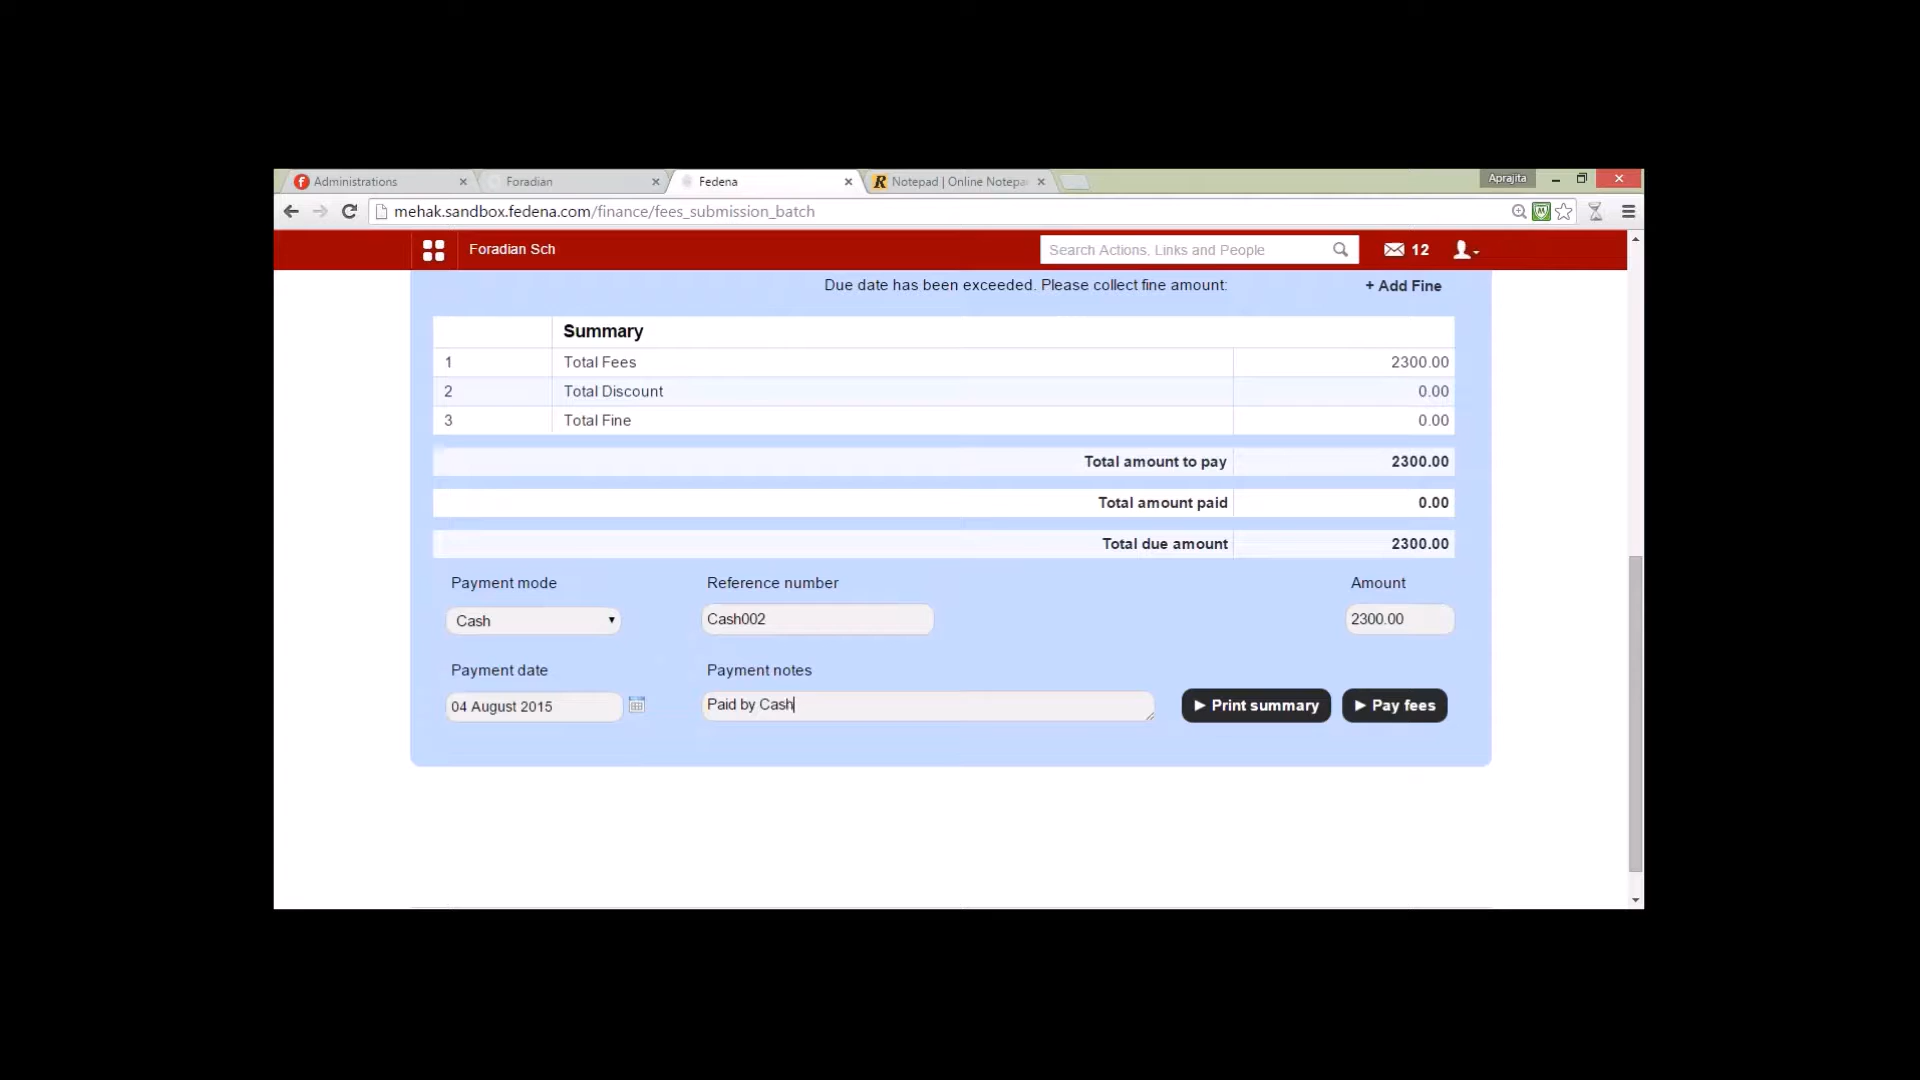 Administrations
Foradian
Fedena
Notepad | Online Notepa
Aprajita
mehak.sandbox.fedena.com/finance/fees_submission_batch
Foradian Sch
Search Actions, Links and People
12
Due date has been exceeded. Please collect fine amount:
+ Add Fine
Summary
1 Total Fees 2300.00
2 Total Discount 0.00
3 Total Fine 0.00
Total amount to pay 2300.00
Total amount paid 0.00
Total due amount 2300.00
Payment mode Reference number Amount
Cash Cash002 2300.00
Payment date Payment notes
04 August 2015 Paid by Cash Print summary Pay fees